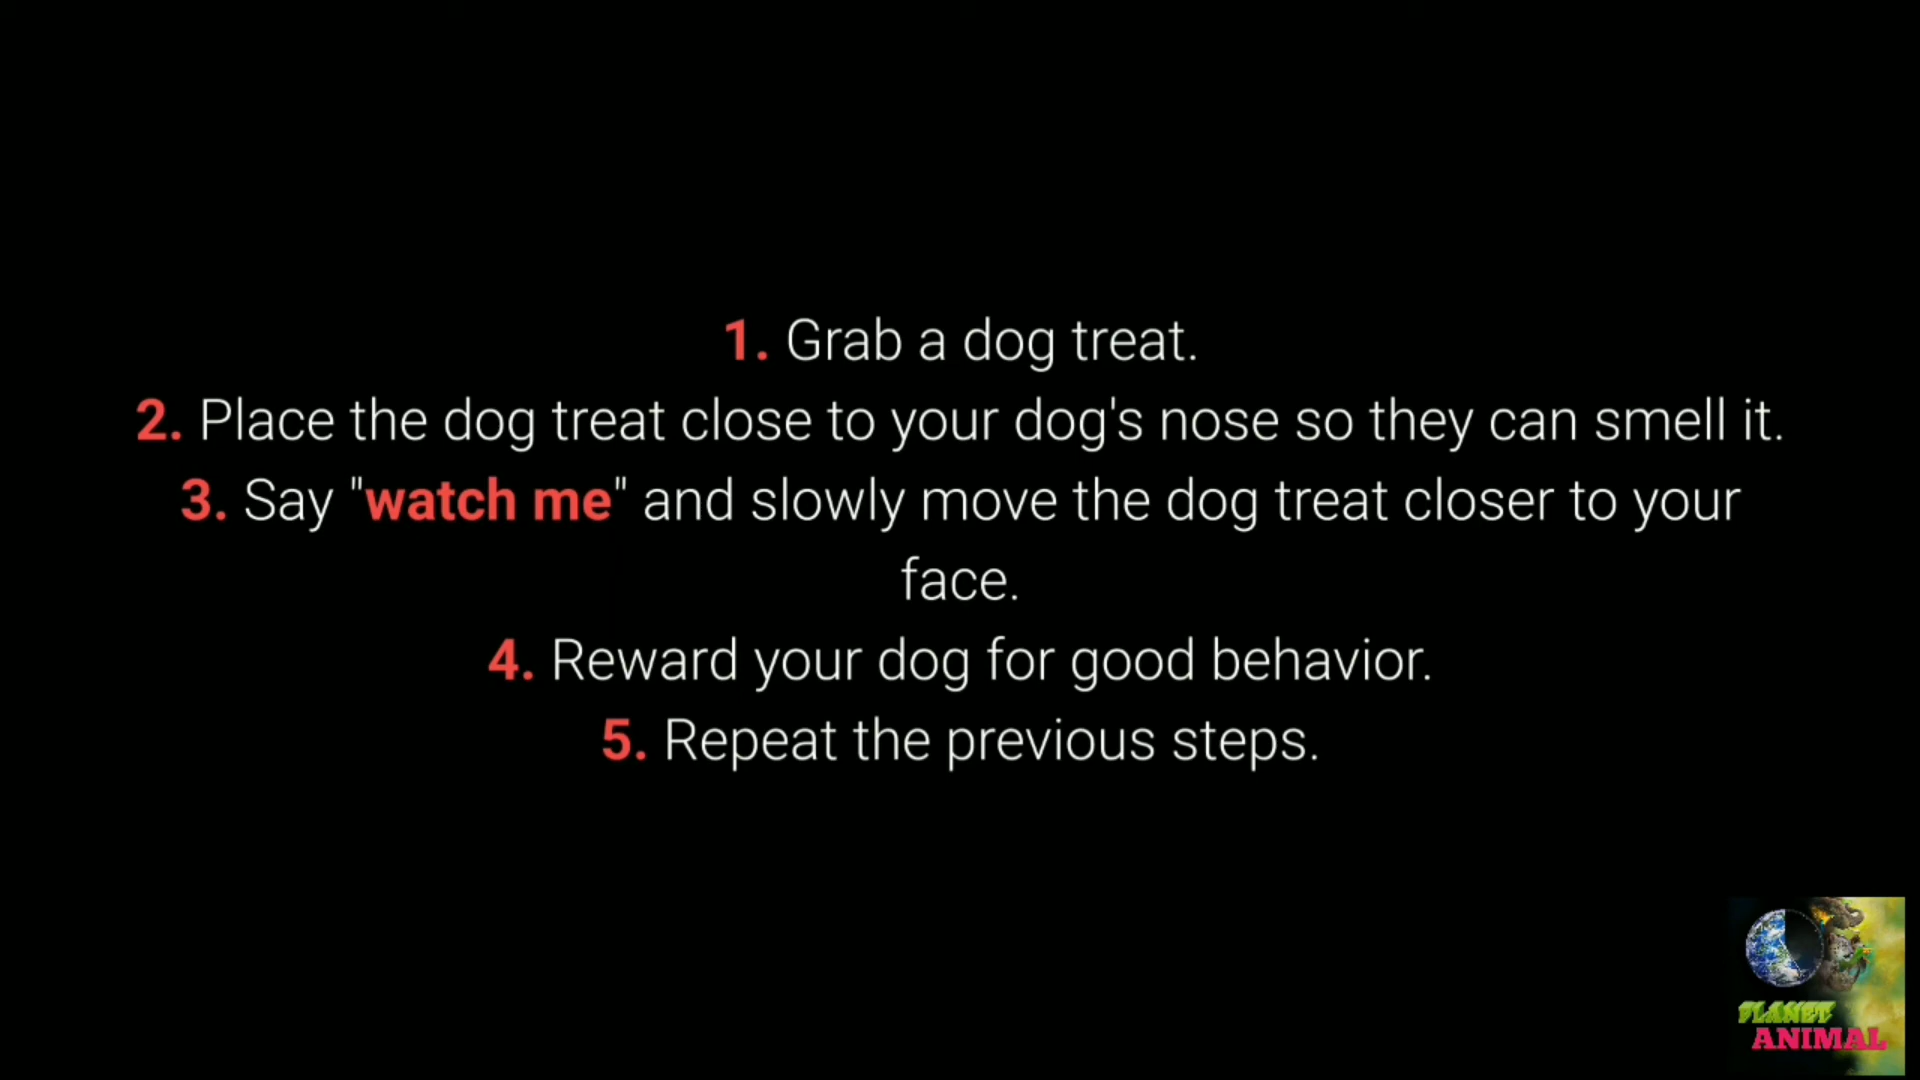 1. Grab a dog treat.
2. Place the dog treat close to your dog's nose so they can smell it.
3. Say "watch me" and slowly move the dog treat closer to your
face.
4. Reward your dog for good behavior.
5. Repeat the previous steps.
PLANET
ANIMAL